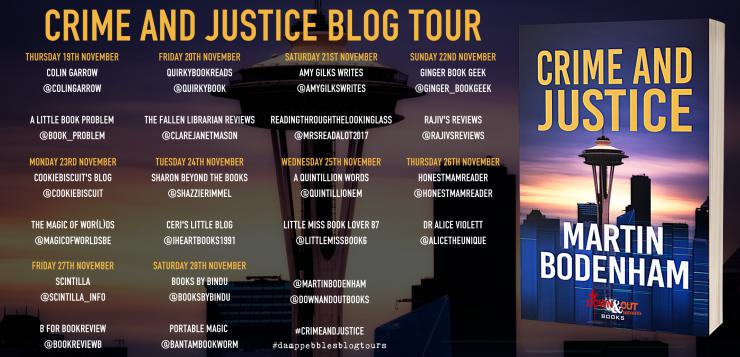 CRIME AND JUSTICE BLOG TOUR
THURSDAY 19TH NOVEMBER
COLIN GARROW
@COLINGARROW
A LITTLE BOOK PROBLEM
@BOOK_PROBLEM
FRIDAY 20TH NOVEMBER
QUIRKYBOOKREADS
@QUIRKYBOOK
THE FALLEN LIBRARIAN REVIEWS
@CLAREJANETMASON
SATURDAY 21ST NOVEMBER
AMY GILKS WRITES
@AMYGILKSWRITES
READINGTHROUGHTHELOOKINGLASS
@MRSREADALOT2017
SUNDAY 22ND NOVEMBER
GINGER BOOK GEEK
@GINGER_BOOKGEEK
RAJIV'S REVIEWS
@RAJIVSREVIEWS
MONDAY 23RD NOVEMBER
COOKIEBISCUIT'S BLOG
@COOKIEBISCUIT
THE MAGIC OF WOR(L)DS
@MAGICOFWORLDSBE
TUESDAY 24TH NOVEMBER
SHARON BEYOND THE BOOKS
@SHAZZIERIMMEL
CERI'S LITTLE BLOG
@IHEARTBOOKS1991
WEDNESDAY 25TH NOVEMBER
A QUINTILLION WORDS
@QUINTILLIONEM
LITTLE MISS BOOK LOVER 87
@LITTLEMISSBOOK6
THURSDAY 26TH NOVEMBER
HONESTMAMREADER
@HONESTMAMREADER
DR ALICE VIOLETT
@ALICETHEUNIQUE
FRIDAY 27TH NOVEMBER
SCINTILLA
@SCINTILLA_INFO
B FOR BOOKREVIEW
@BOOKREVIEWB
SATURDAY 28TH NOVEMBER
BOOKS BY BINDU
@BOOKSBYBINDU
PORTABLE MAGIC
@BANTAMBOOKWORM
@MARTINBODENHAM
@DOWNANDOUTBOOKS
#CRIMEANDJUSTICE
#damppebblesblogtours
CRIME AND
JUSTICE
MARTIN
BODENHAM
DOWN & OUT
BOOKS